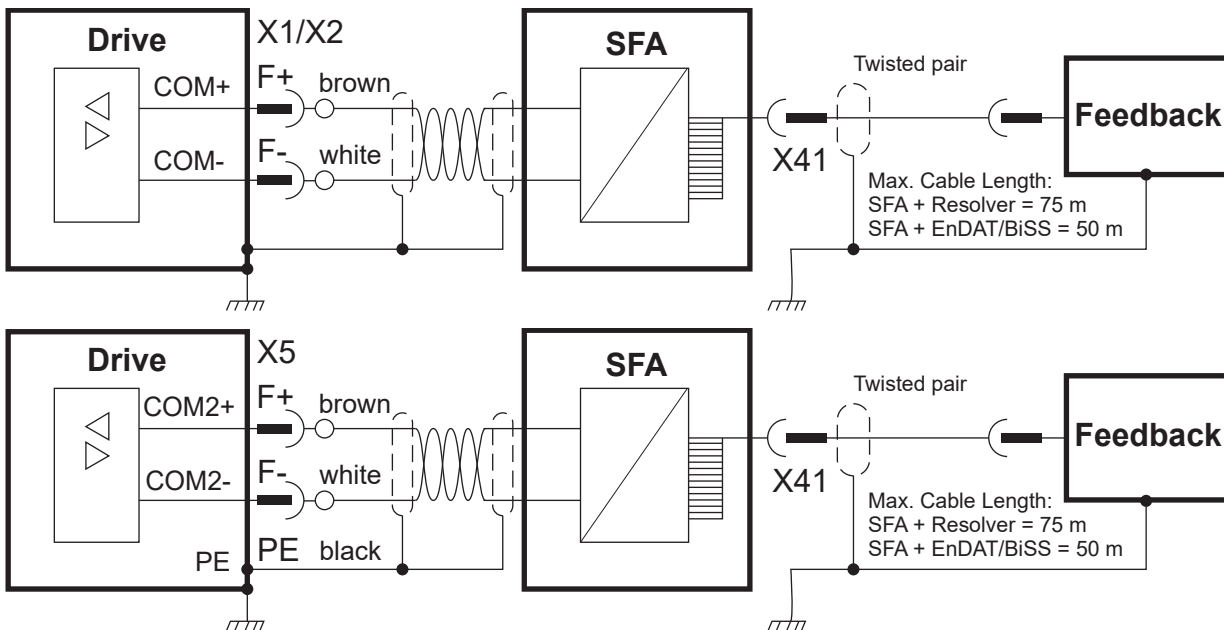 Drive
X1/X2
SFA
COM+
F+
brown
Twisted pair
Feedback
COM-
F-
white
X41
Max. Cable Length:
SFA + Resolver = 75 m
SFA + EnDAT/BiSS = 50 m
Drive
X5
SFA
COM2+
F+
brown
Twisted pair
Feedback
COM2-
F-
white
X41
Max. Cable Length:
SFA + Resolver = 75 m
SFA + EnDAT/BiSS = 50 m
PE
PE
black